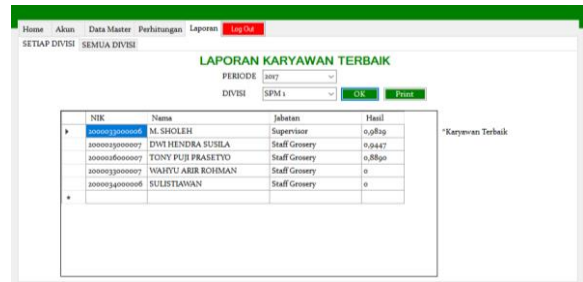 Home Akun Data Master Perhitungan Laporan Log Out
SETIAP DIVISI SEMUA DIVISI
LAPORAN KARYAWAN TERBAIK
PERIODE 2017
DIVISI SPM 1 OK Print
NIK Nama Jabatan Hasil
2000033000006 M. SHOLEH Supervisor 0,9829 *Karyawan Terbaik
2000025000007 DWI HENDRA SUSILA Staff Grosery 0,9447
2000026000007 TONY PUJI PRASETYO Staff Grosery 0,8890
2000033000007 WAHYU ARIR ROHMAN Staff Grosery 0
2000034000006 SULISTIAWAN Staff Grosery 0